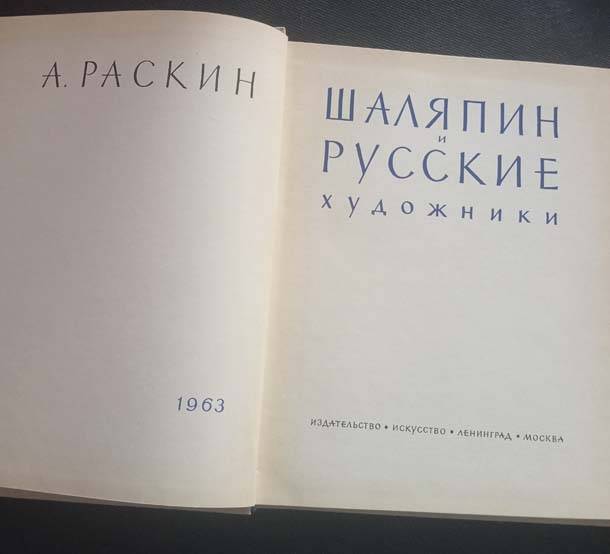 А. РАСКИН
1963
ШАЛЯПИН
и
РУССКИЕ
художники
ИЗДАТЕЛЬСТВО • ИСКУССТВО • ЛЕНИНГРАД • МОСКВА